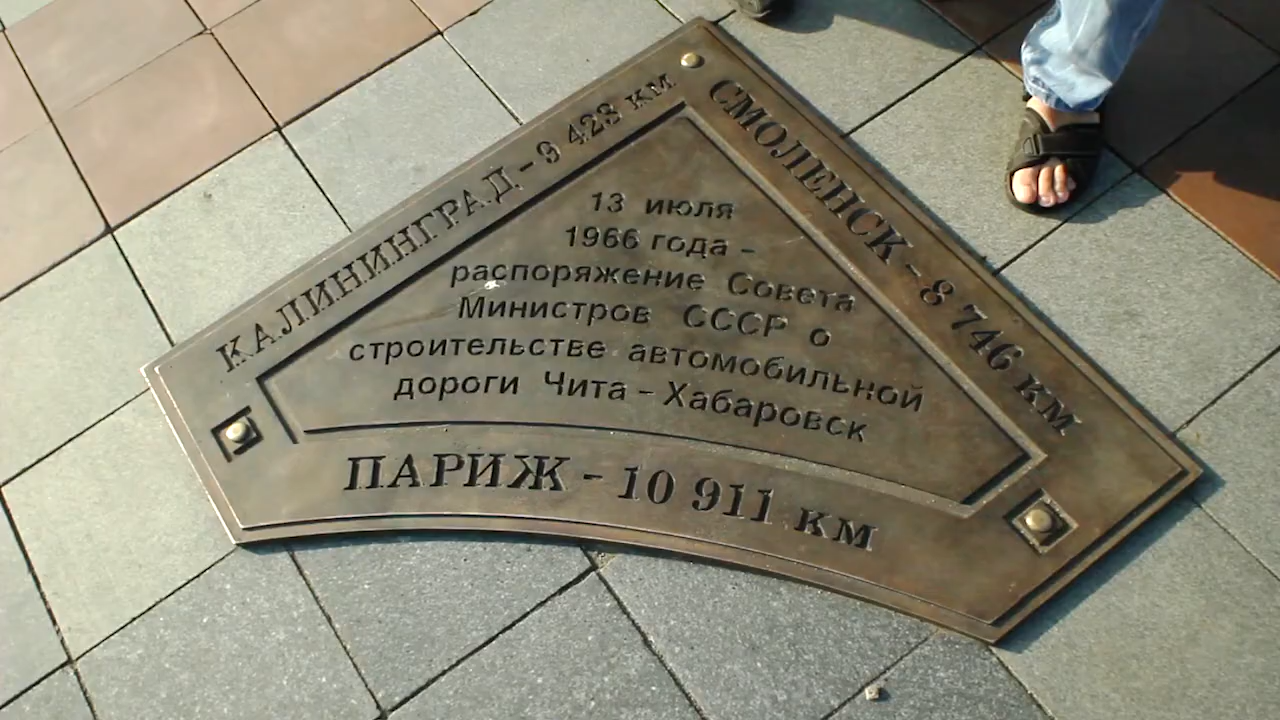 КАЛИНИНГРАД - 9 423 КМ
СМОЛЕНСК - 8 746 КМ
13 июля
1966 года -
распоряжение Совета
Министров СССР о
строительстве автомобильной
дороги Чита - Хабаровск
ПАРИЖ - 10 911 КМ